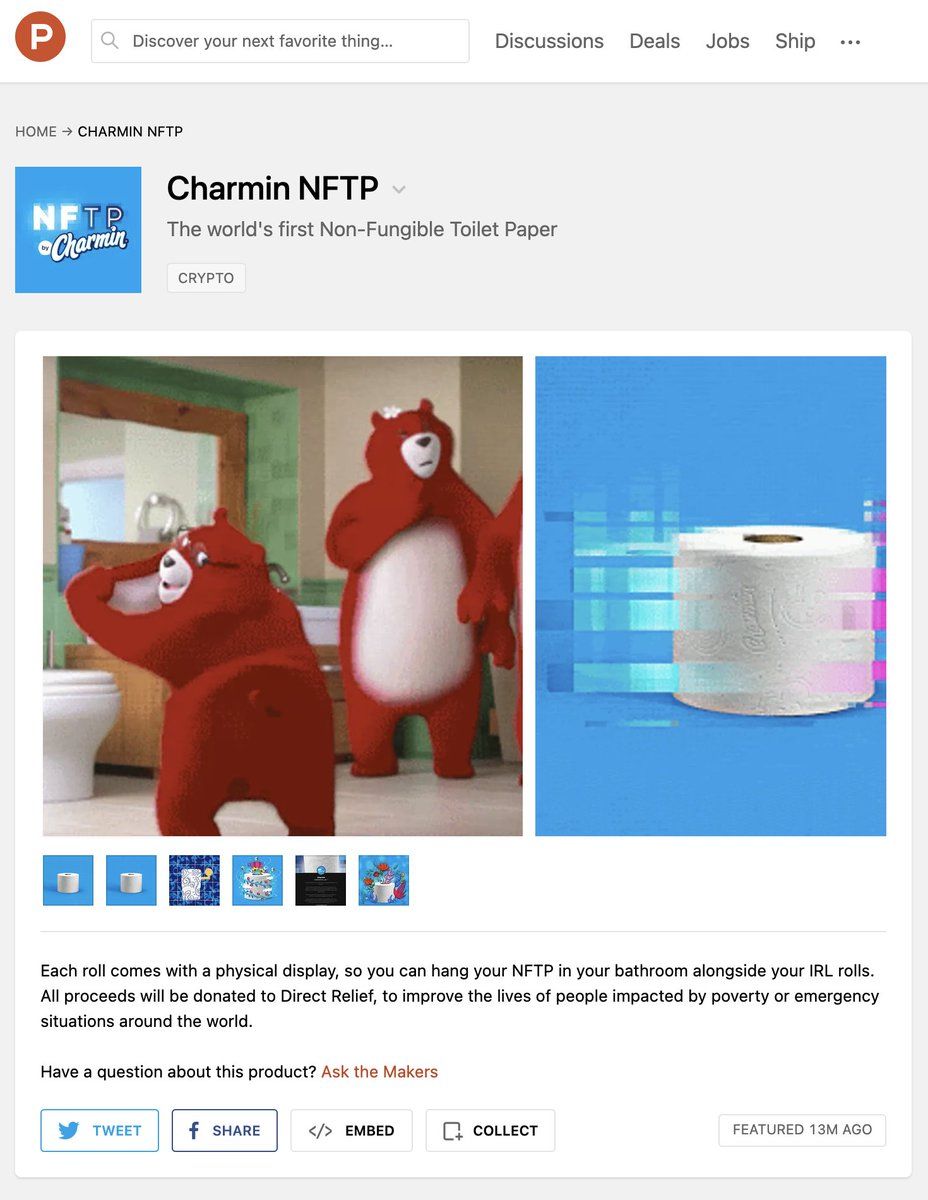 P
Discover your next favorite thing...
Discussions Deals Jobs Ship ...
HOME → CHARMIN NFTP
NFTP
by Charmin
Charmin NFTP
The world's first Non-Fungible Toilet Paper
CRYPTO
Charmin
Each roll comes with a physical display, so you can hang your NFTP in your bathroom alongside your IRL rolls.
All proceeds will be donated to Direct Relief, to improve the lives of people impacted by poverty or emergency
situations around the world.
Have a question about this product? Ask the Makers
TWEET
SHARE
</> EMBED
COLLECT
FEATURED 13M AGO